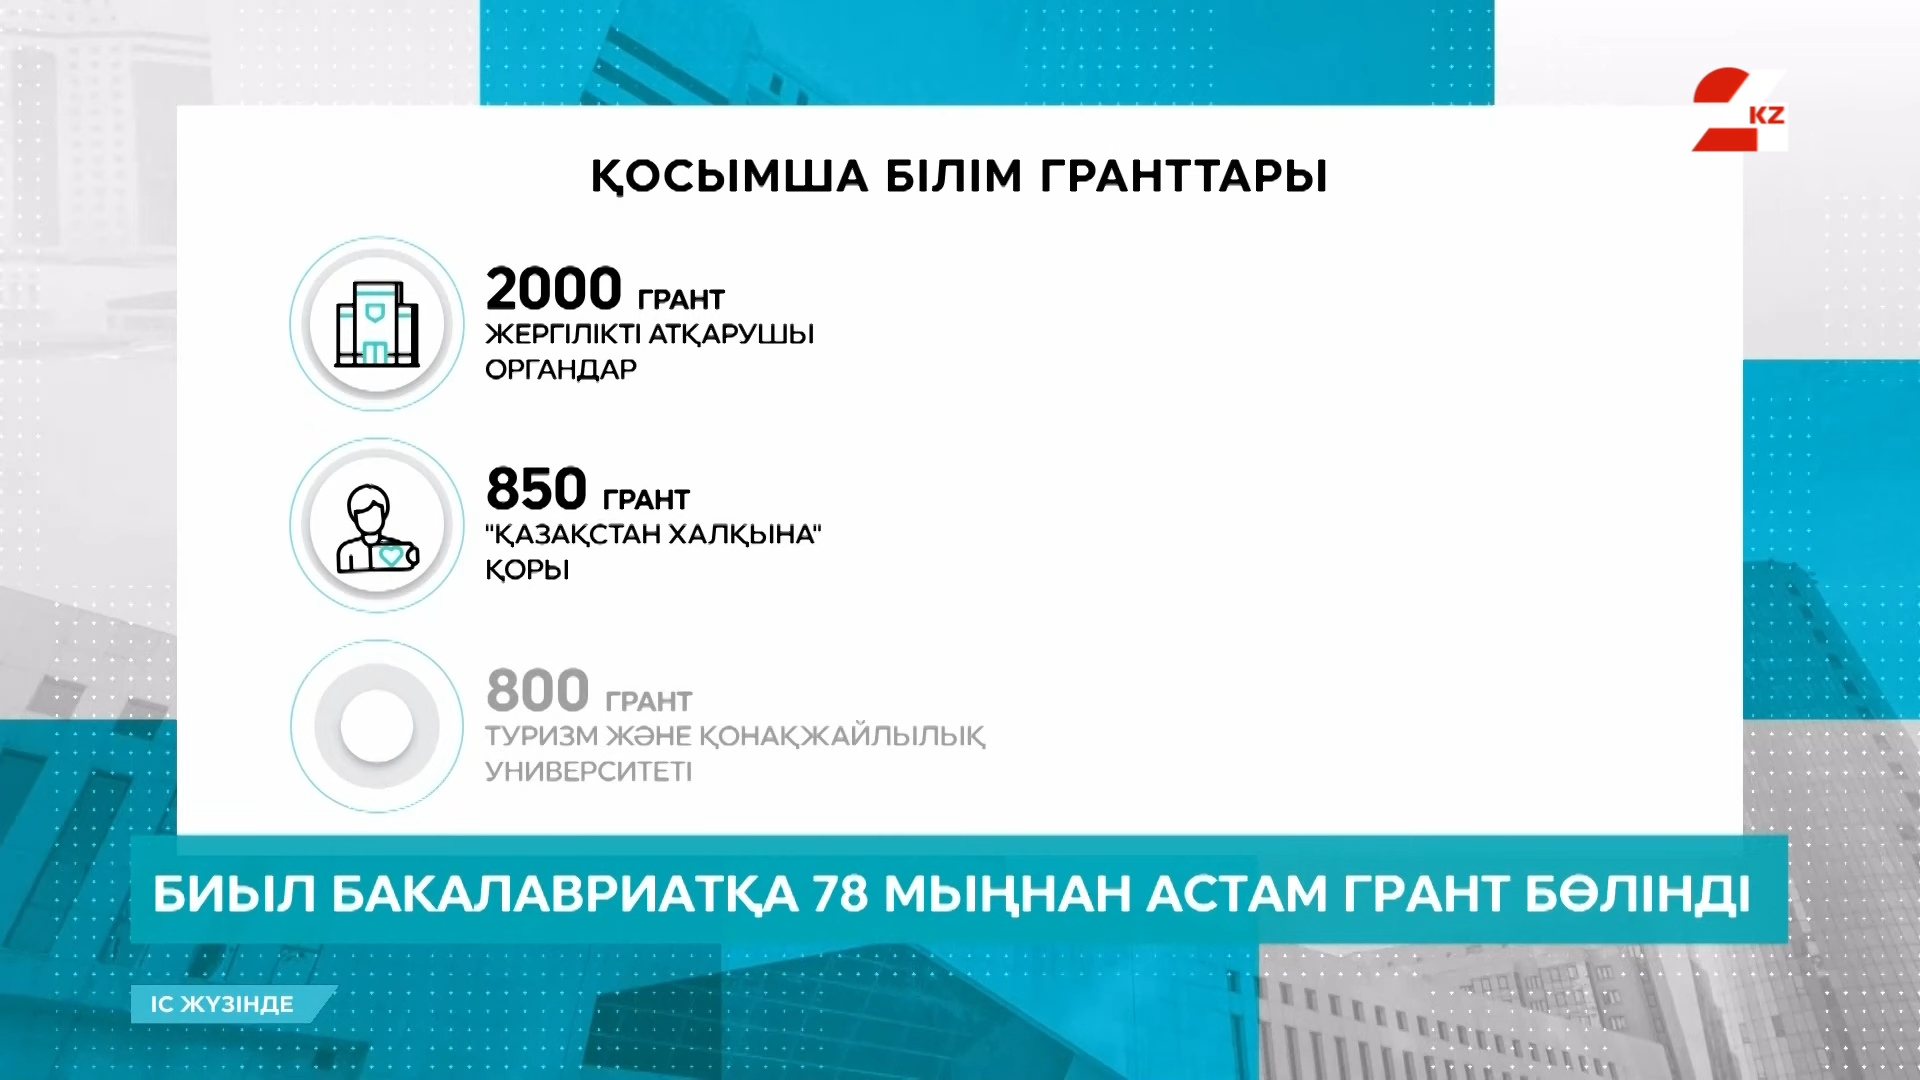 KZ
ҚОСЫМША БІЛІМ ГРАНТТАРЫ
2000 ГРАНТ
ЖЕРГІЛІКТІ АТҚАРУШЫ
ОРГАНДАР
850 ГРАНТ
"ҚАЗАҚСТАН ХАЛҚЫНА"
ҚОРЫ
800 ГРАНТ
ТУРИЗМ ЖӘНЕ ҚОНАҚЖАЙЛЫЛЫҚ
УНИВЕРСИТЕТІ
БИЫЛ БАКАЛАВРИАТҚА 78 МЫҢНАН АСТАМ ГРАНТ БӨЛІНДІ
ІС ЖҮЗІНДЕ